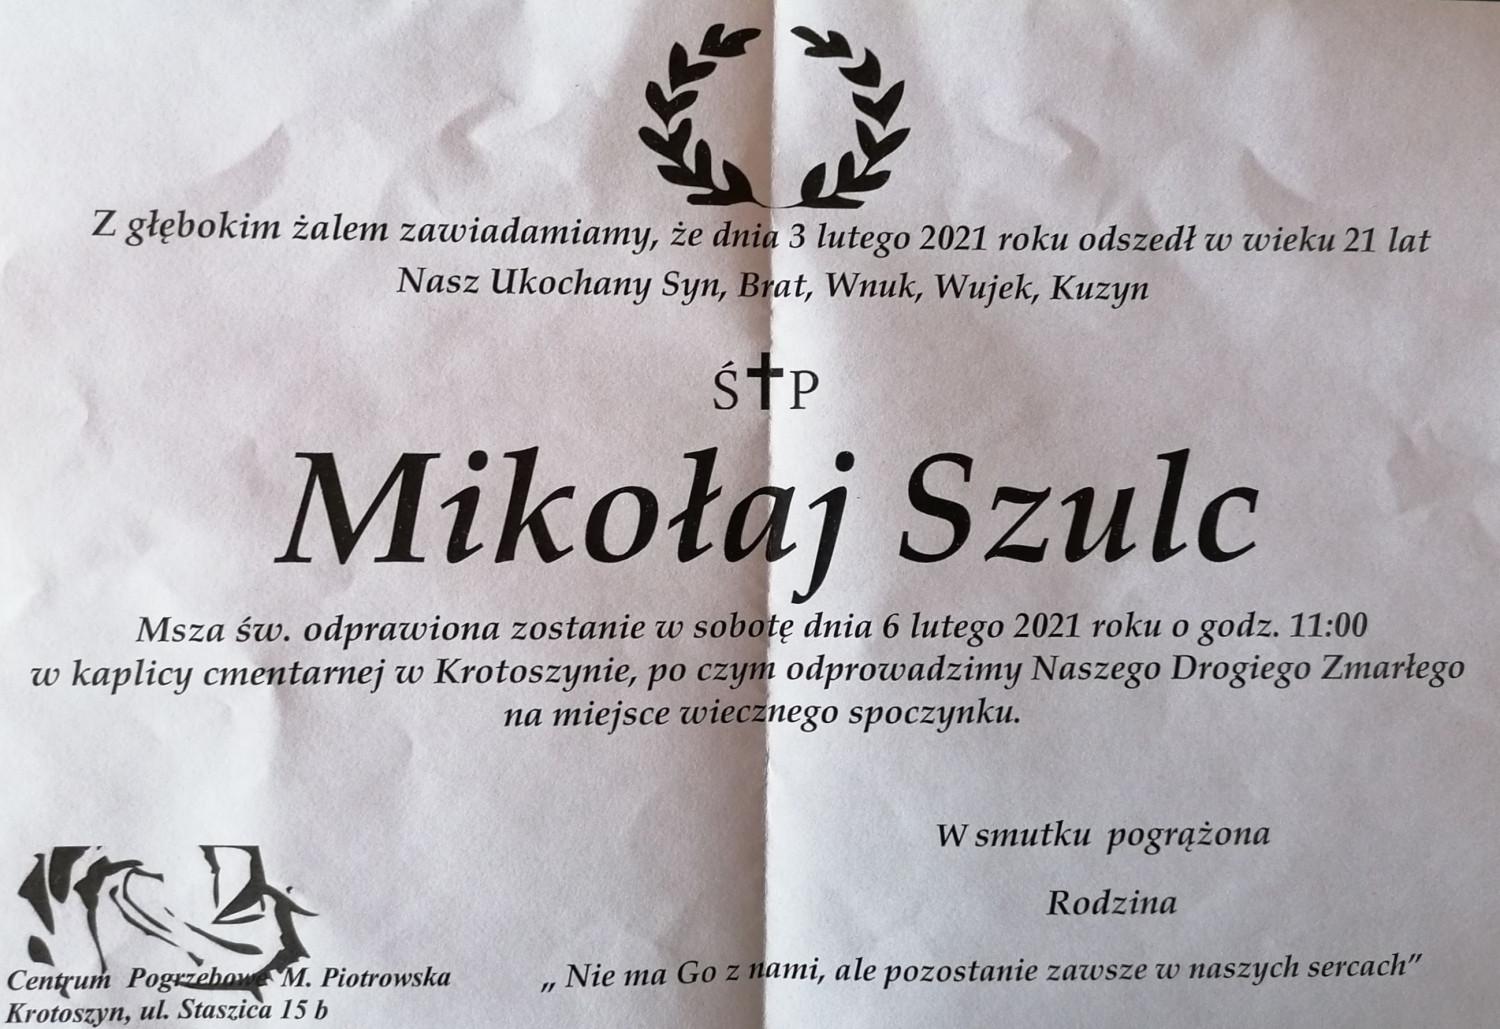 Z głębokim żalem zawiadamiamy, że dnia 3 lutego 2021 roku odszedł w wieku 21 lat
Nasz Ukochany Syn, Brat, Wnuk, Wujek, Kuzyn
Ś✝P
Mikołaj Szulc
Msza św. odprawiona zostanie w sobotę dnia 6 lutego 2021 roku o godz. 11:00
w kaplicy cmentarnej w Krotoszynie, po czym odprowadzimy Naszego Drogiego Zmarłego
na miejsce wiecznego spoczynku.
W smutku pogrążona
Rodzina
„ Nie ma Go z nami, ale pozostanie zawsze w naszych sercach”
Centrum Pogrzebowe M. Piotrowska
Krotoszyn, ul. Staszica 15 b